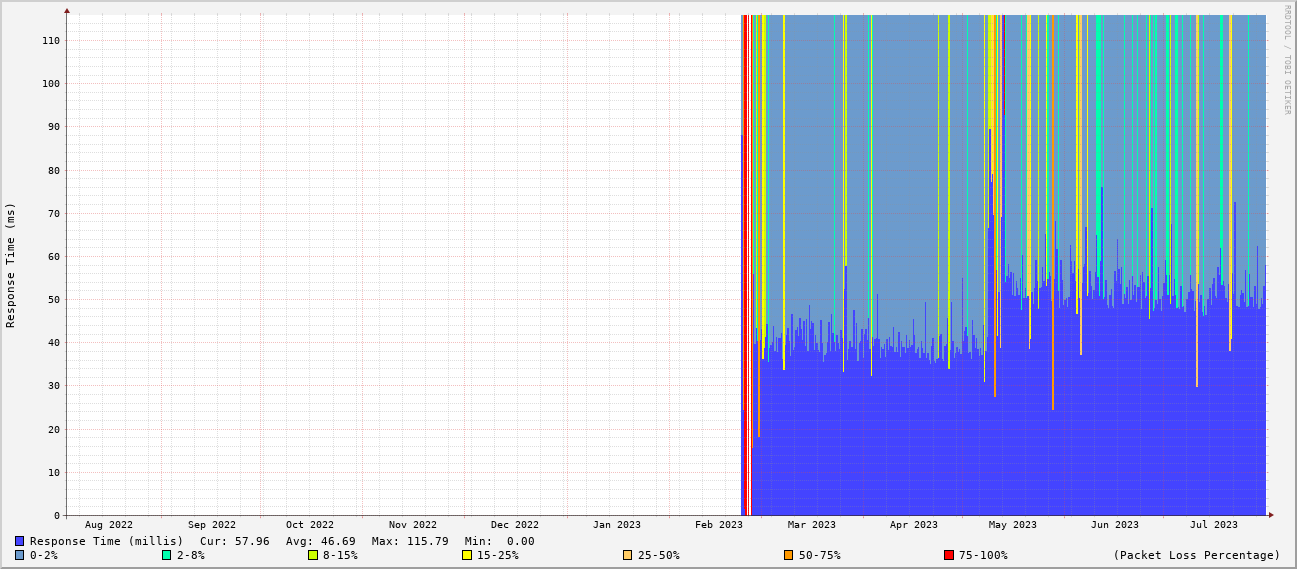 RRDTOOL / TOBI OETIKER
Response Time (ms)
110
100
90
80
70
60
50
40
30
20
10
0
Aug 2022 Sep 2022 Oct 2022 Nov 2022 Dec 2022 Jan 2023 Feb 2023 Mar 2023 Apr 2023 May 2023 Jun 2023 Jul 2023
Response Time (millis) Cur: 57.96 Avg: 46.69 Max: 115.79 Min: 0.00
0-2% 2-8% 8-15% 15-25% 25-50% 50-75% 75-100% (Packet Loss Percentage)